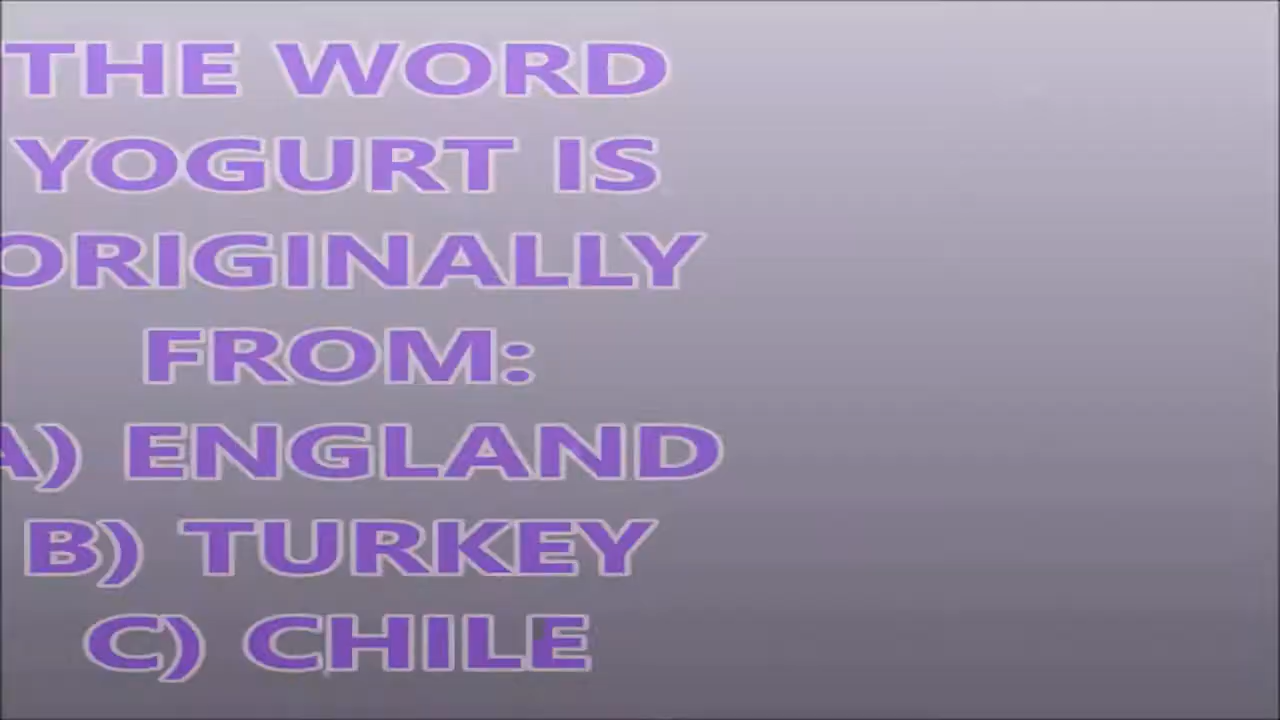 THE WORD
YOGURT IS
ORIGINALLY
FROM:
A) ENGLAND
B) TURKEY
C) CHILE